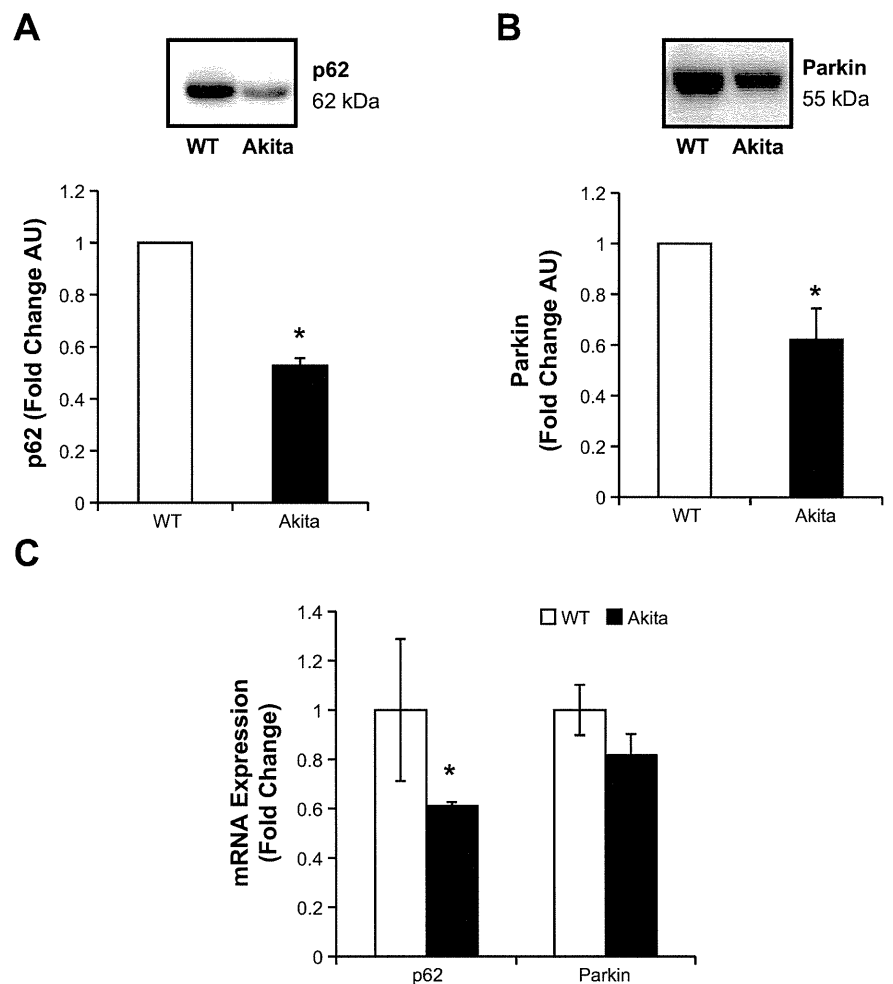 A
p62
62 kDa
WT Akita
p62 (Fold Change AU)
1.2
1
0.8
0.6
0.4
0.2
0
*
WT Akita
B
Parkin
55 kDa
WT Akita
Parkin
(Fold Change AU)
1.2
1
0.8
0.6
0.4
0.2
0
*
WT Akita
C
mRNA Expression
(Fold Change)
1.4
1.2
1
0.8
0.6
0.4
0.2
0
WT Akita
*
p62 Parkin